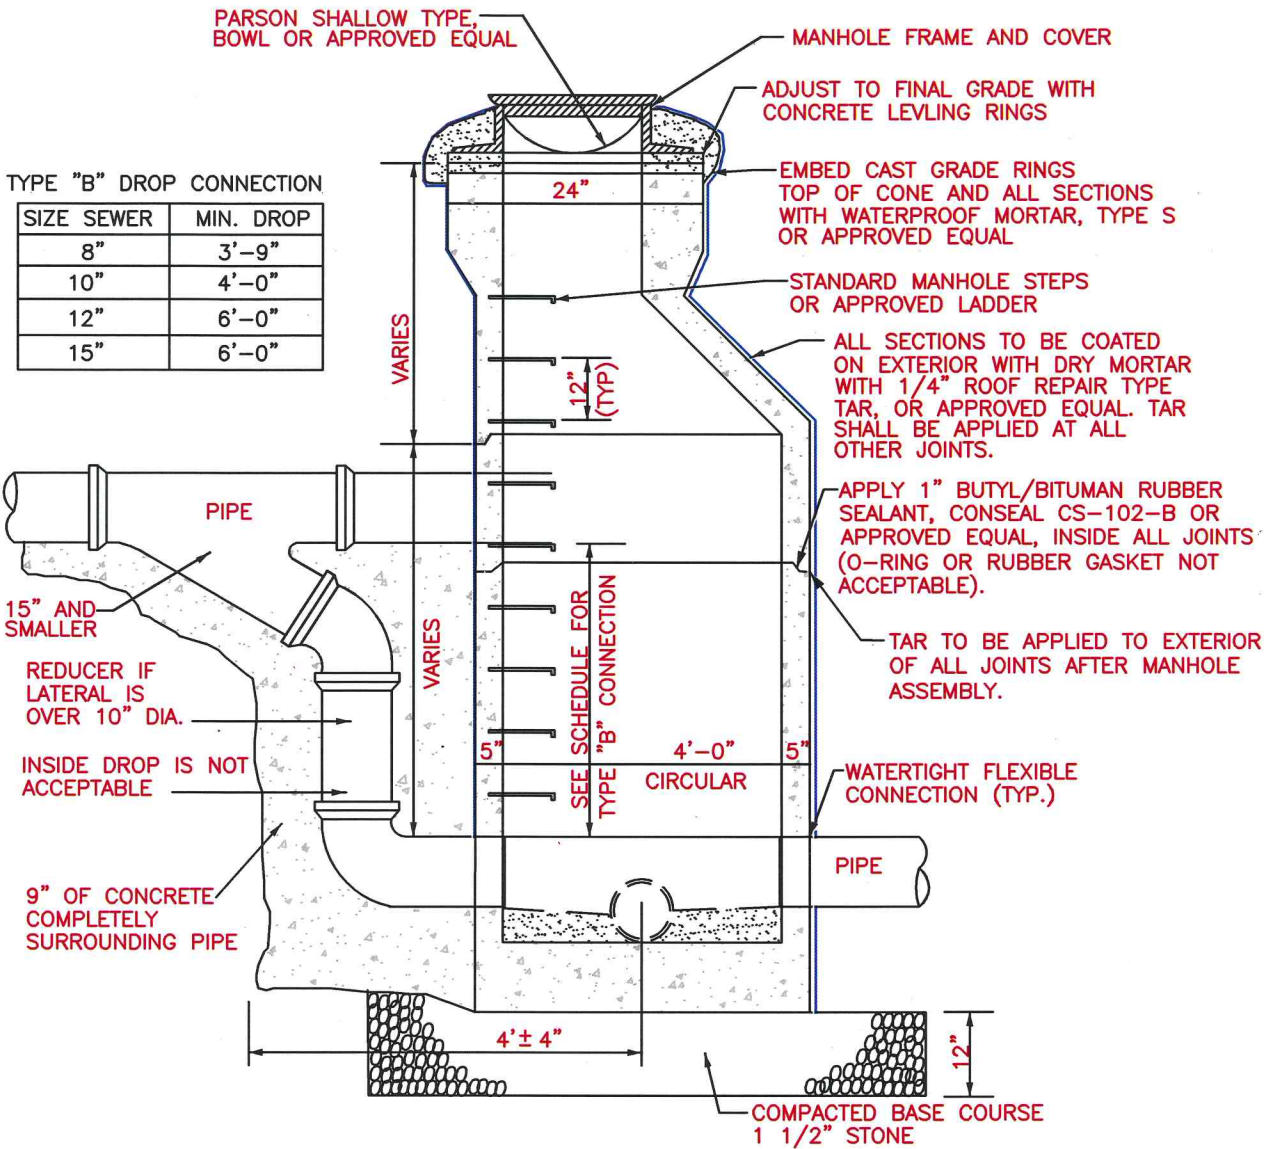 PARSON SHALLOW TYPE,
BOWL OR APPROVED EQUAL
MANHOLE FRAME AND COVER
ADJUST TO FINAL GRADE WITH
CONCRETE LEVLING RINGS
EMBED CAST GRADE RINGS
TOP OF CONE AND ALL SECTIONS
WITH WATERPROOF MORTAR, TYPE S
OR APPROVED EQUAL
TYPE "B" DROP CONNECTION
SIZE SEWER MIN. DROP
8" 3'-9"
10" 4'-0"
12" 6'-0"
15" 6'-0"
24"
STANDARD MANHOLE STEPS
OR APPROVED LADDER
VARIES
12"
(TYP)
ALL SECTIONS TO BE COATED
ON EXTERIOR WITH DRY MORTAR
WITH 1/4" ROOF REPAIR TYPE
TAR, OR APPROVED EQUAL. TAR
SHALL BE APPLIED AT ALL
OTHER JOINTS.
PIPE
APPLY 1" BUTYL/BITUMAN RUBBER
SEALANT, CONSEAL CS-102-B OR
APPROVED EQUAL, INSIDE ALL JOINTS
(O-RING OR RUBBER GASKET NOT
ACCEPTABLE).
15" AND
SMALLER
VARIES
SEE SCHEDULE FOR
TYPE "B" CONNECTION
TAR TO BE APPLIED TO EXTERIOR
OF ALL JOINTS AFTER MANHOLE
ASSEMBLY.
REDUCER IF
LATERAL IS
OVER 10" DIA.
INSIDE DROP IS NOT
ACCEPTABLE
5"
4'-0"
5"
CIRCULAR
WATERTIGHT FLEXIBLE
CONNECTION (TYP.)
PIPE
9" OF CONCRETE
COMPLETELY
SURROUNDING PIPE
4'± 4"
12"
COMPACTED BASE COURSE
1 1/2" STONE